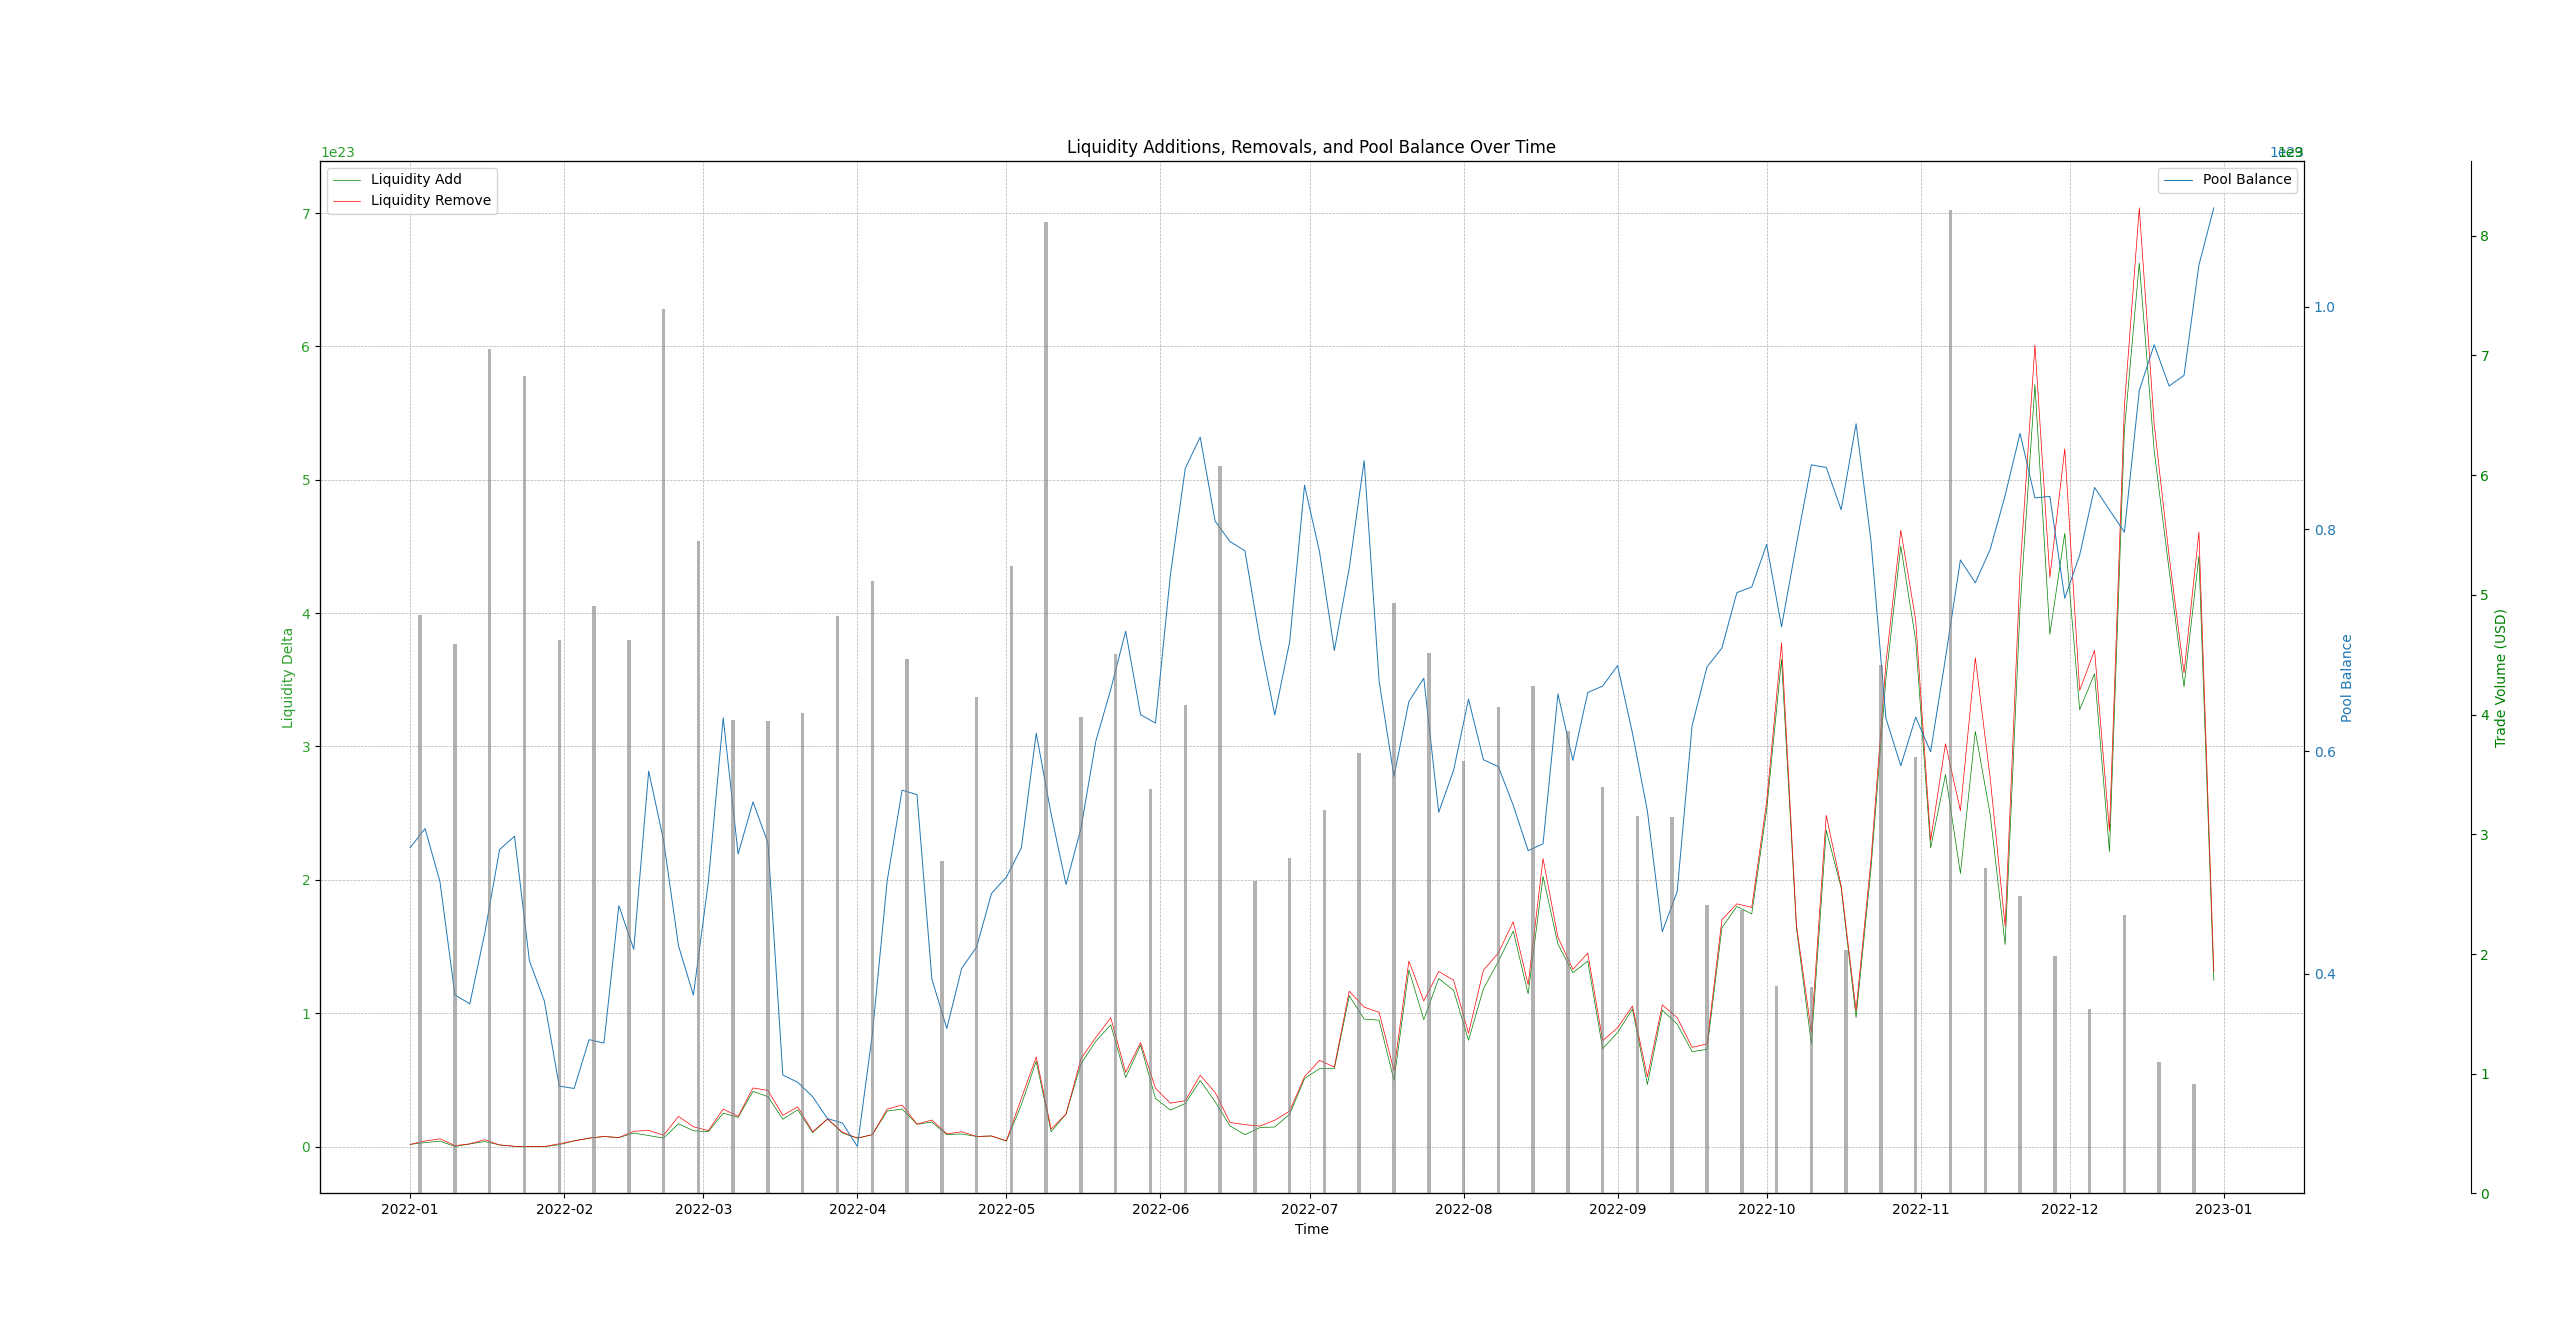 Liquidity Additions, Removals, and Pool Balance Over Time
1e23
Liquidity Add
Liquidity Remove
Pool Balance
7
6
5
4
3
2
1
0
Liquidity Delta
1.0
0.8
0.6
0.4
Pool Balance
8
7
6
5
4
3
2
1
0
Trade Volume (USD)
2022-01 2022-02 2022-03 2022-04 2022-05 2022-06 2022-07 2022-08 2022-09 2022-10 2022-11 2022-12 2023-01
Time